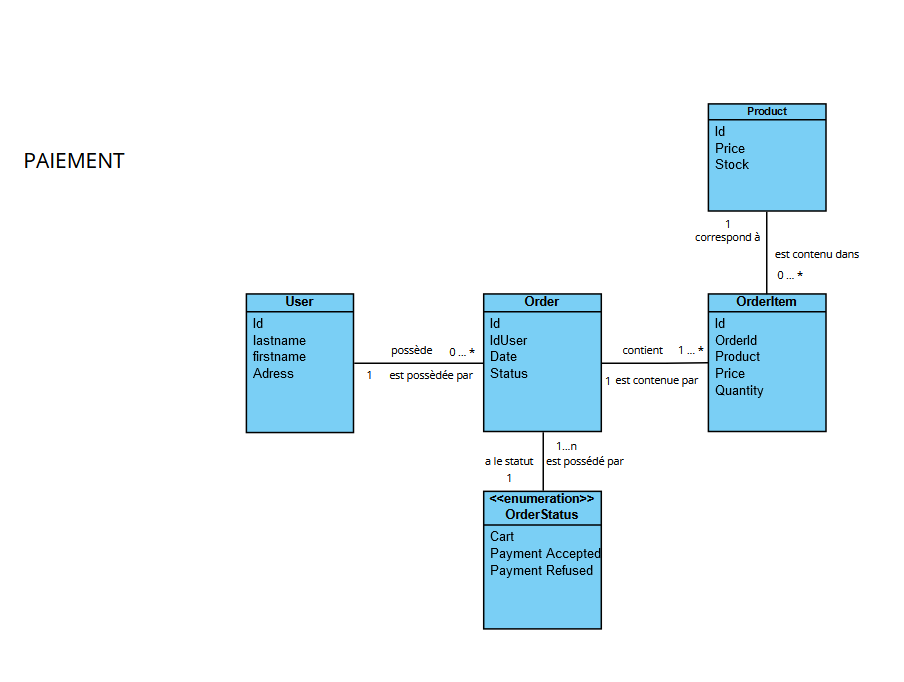 PAIEMENT
Product
Id
Price
Stock
1
correspond à
est contenu dans
0 ... *
User
Id
lastname
firstname
Adress
possède
0 ... *
1
est possèdée par
Order
Id
IdUser
Date
Status
contient
1 ... *
1
est contenue par
OrderItem
Id
OrderId
Product
Price
Quantity
1...n
a le statut
est possédé par
1
<<enumeration>>
OrderStatus
Cart
Payment Accepted
Payment Refused